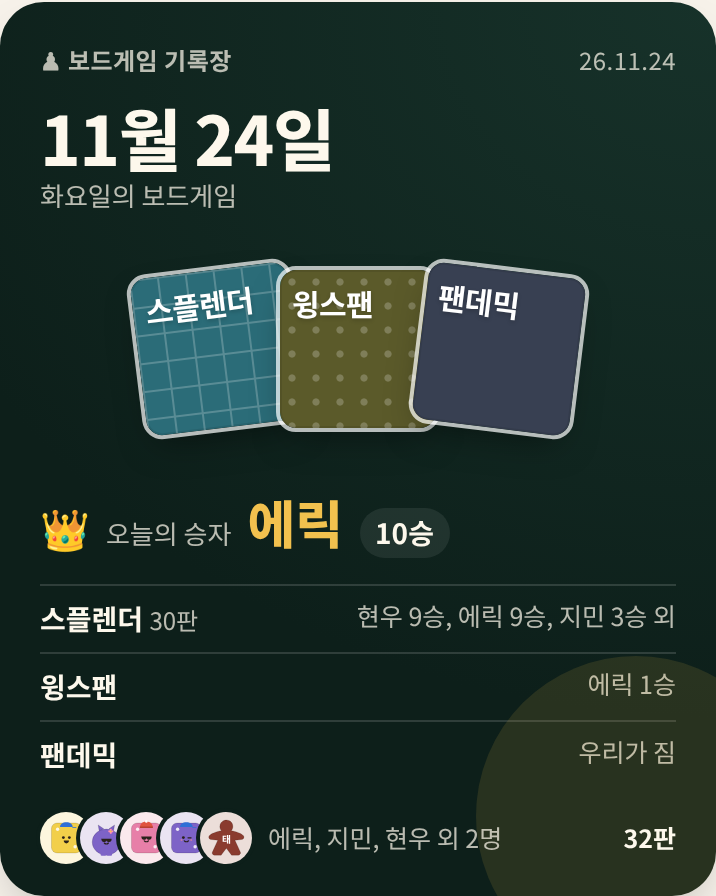 보드게임 기록장 26.11.24
11월 24일
화요일의 보드게임
스플렌더 윙스팬 팬데믹
오늘의 승자 에릭 10승
스플렌더 30판 현우 9승, 에릭 9승, 지민 3승 외
윙스팬 에릭 1승
팬데믹 우리가 짐
태
에릭, 지민, 현우 외 2명 32판